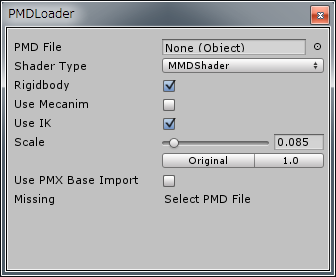 PMDLoader
PMD File None (Object)
Shader Type MMDShader
Rigidbody
Use Mecanim
Use IK
Scale 0.085
Original 1.0
Use PMX Base Import
Missing Select PMD File